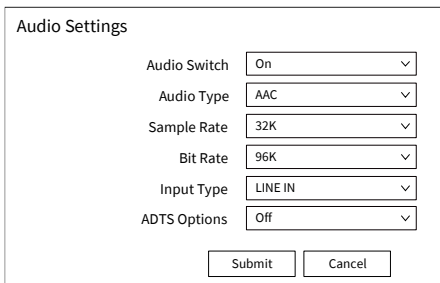 Audio Settings
Audio Switch On
Audio Type AAC
Sample Rate 32K
Bit Rate 96K
Input Type LINE IN
ADTS Options Off
Submit Cancel